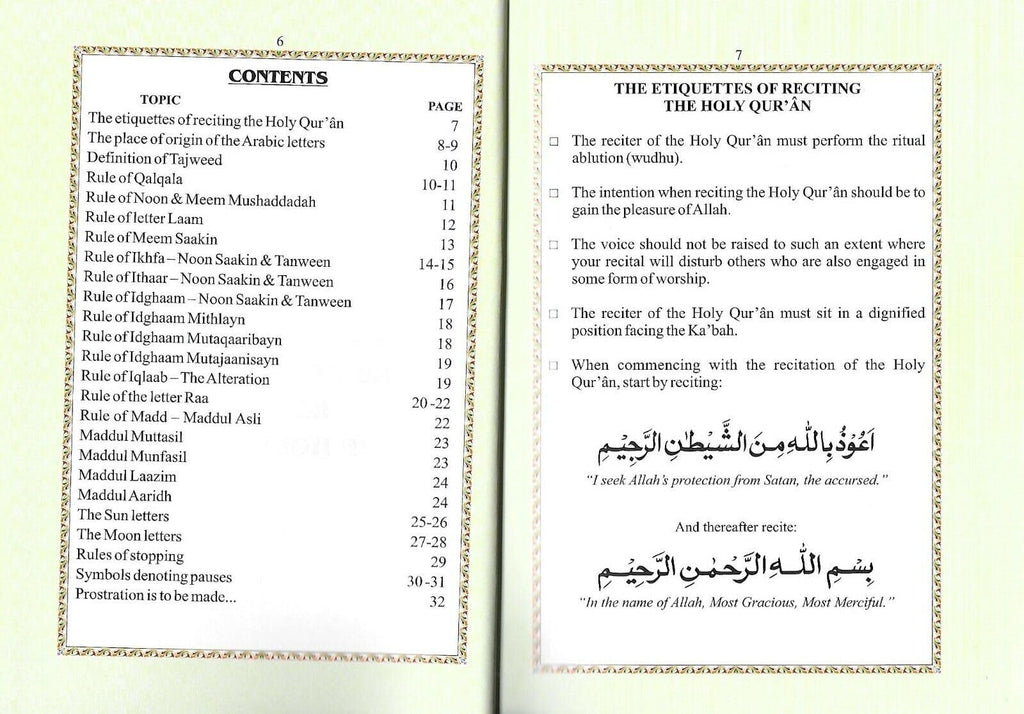 6
CONTENTS
TOPIC PAGE
The etiquettes of reciting the Holy Qur'ân 7
The place of origin of the Arabic letters 8-9
Definition of Tajweed 10
Rule of Qalqala 10-11
Rule of Noon & Meem Mushaddadah 11
Rule of letter Laam 12
Rule of Meem Saakin 13
Rule of Ikhfa – Noon Saakin & Tanween 14-15
Rule of Ithaar – Noon Saakin & Tanween 16
Rule of Idghaam – Noon Saakin & Tanween 17
Rule of Idghaam Mithlayn 18
Rule of Idghaam Mutaqaaribayn 18
Rule of Idghaam Mutajaanisayn 19
Rule of Iqlaab – The Alteration 19
Rule of the letter Raa 20-22
Rule of Madd – Maddul Asli 22
Maddul Muttasil 23
Maddul Munfasil 23
Maddul Laazim 24
Maddul Aaridh 24
The Sun letters 25-26
The Moon letters 27-28
Rules of stopping 29
Symbols denoting pauses 30-31
Prostration is to be made... 32
7
THE ETIQUETTES OF RECITING
THE HOLY QUR'ÂN
□ The reciter of the Holy Qur'ân must perform the ritual
ablution (wudhu).
□ The intention when reciting the Holy Qur'ân should be to
gain the pleasure of Allah.
□ The voice should not be raised to such an extent where
your recital will disturb others who are also engaged in
some form of worship.
□ The reciter of the Holy Qur'ân must sit in a dignified
position facing the Ka'bah.
□ When commencing with the recitation of the Holy
Qur'ân, start by reciting:
اَعُوْذُ بِاللّٰهِ مِنَ الشَّيْطٰنِ الرَّجِيْمِ
"I seek Allah's protection from Satan, the accursed."
And thereafter recite:
بِسْمِ اللّٰهِ الرَّحْمٰنِ الرَّحِيْمِ
"In the name of Allah, Most Gracious, Most Merciful."